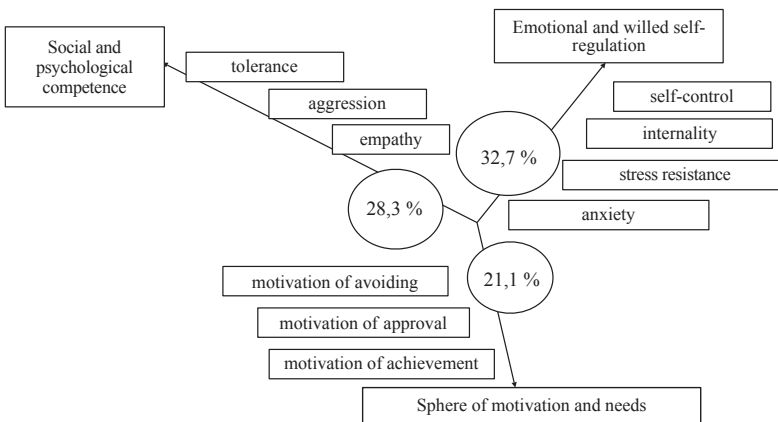 Social and
psychological
competence
tolerance
aggression
empathy
28,3 %
Emotional and willed self-
regulation
self-control
internality
stress resistance
anxiety
32,7 %
21,1 %
motivation of avoiding
motivation of approval
motivation of achievement
Sphere of motivation and needs